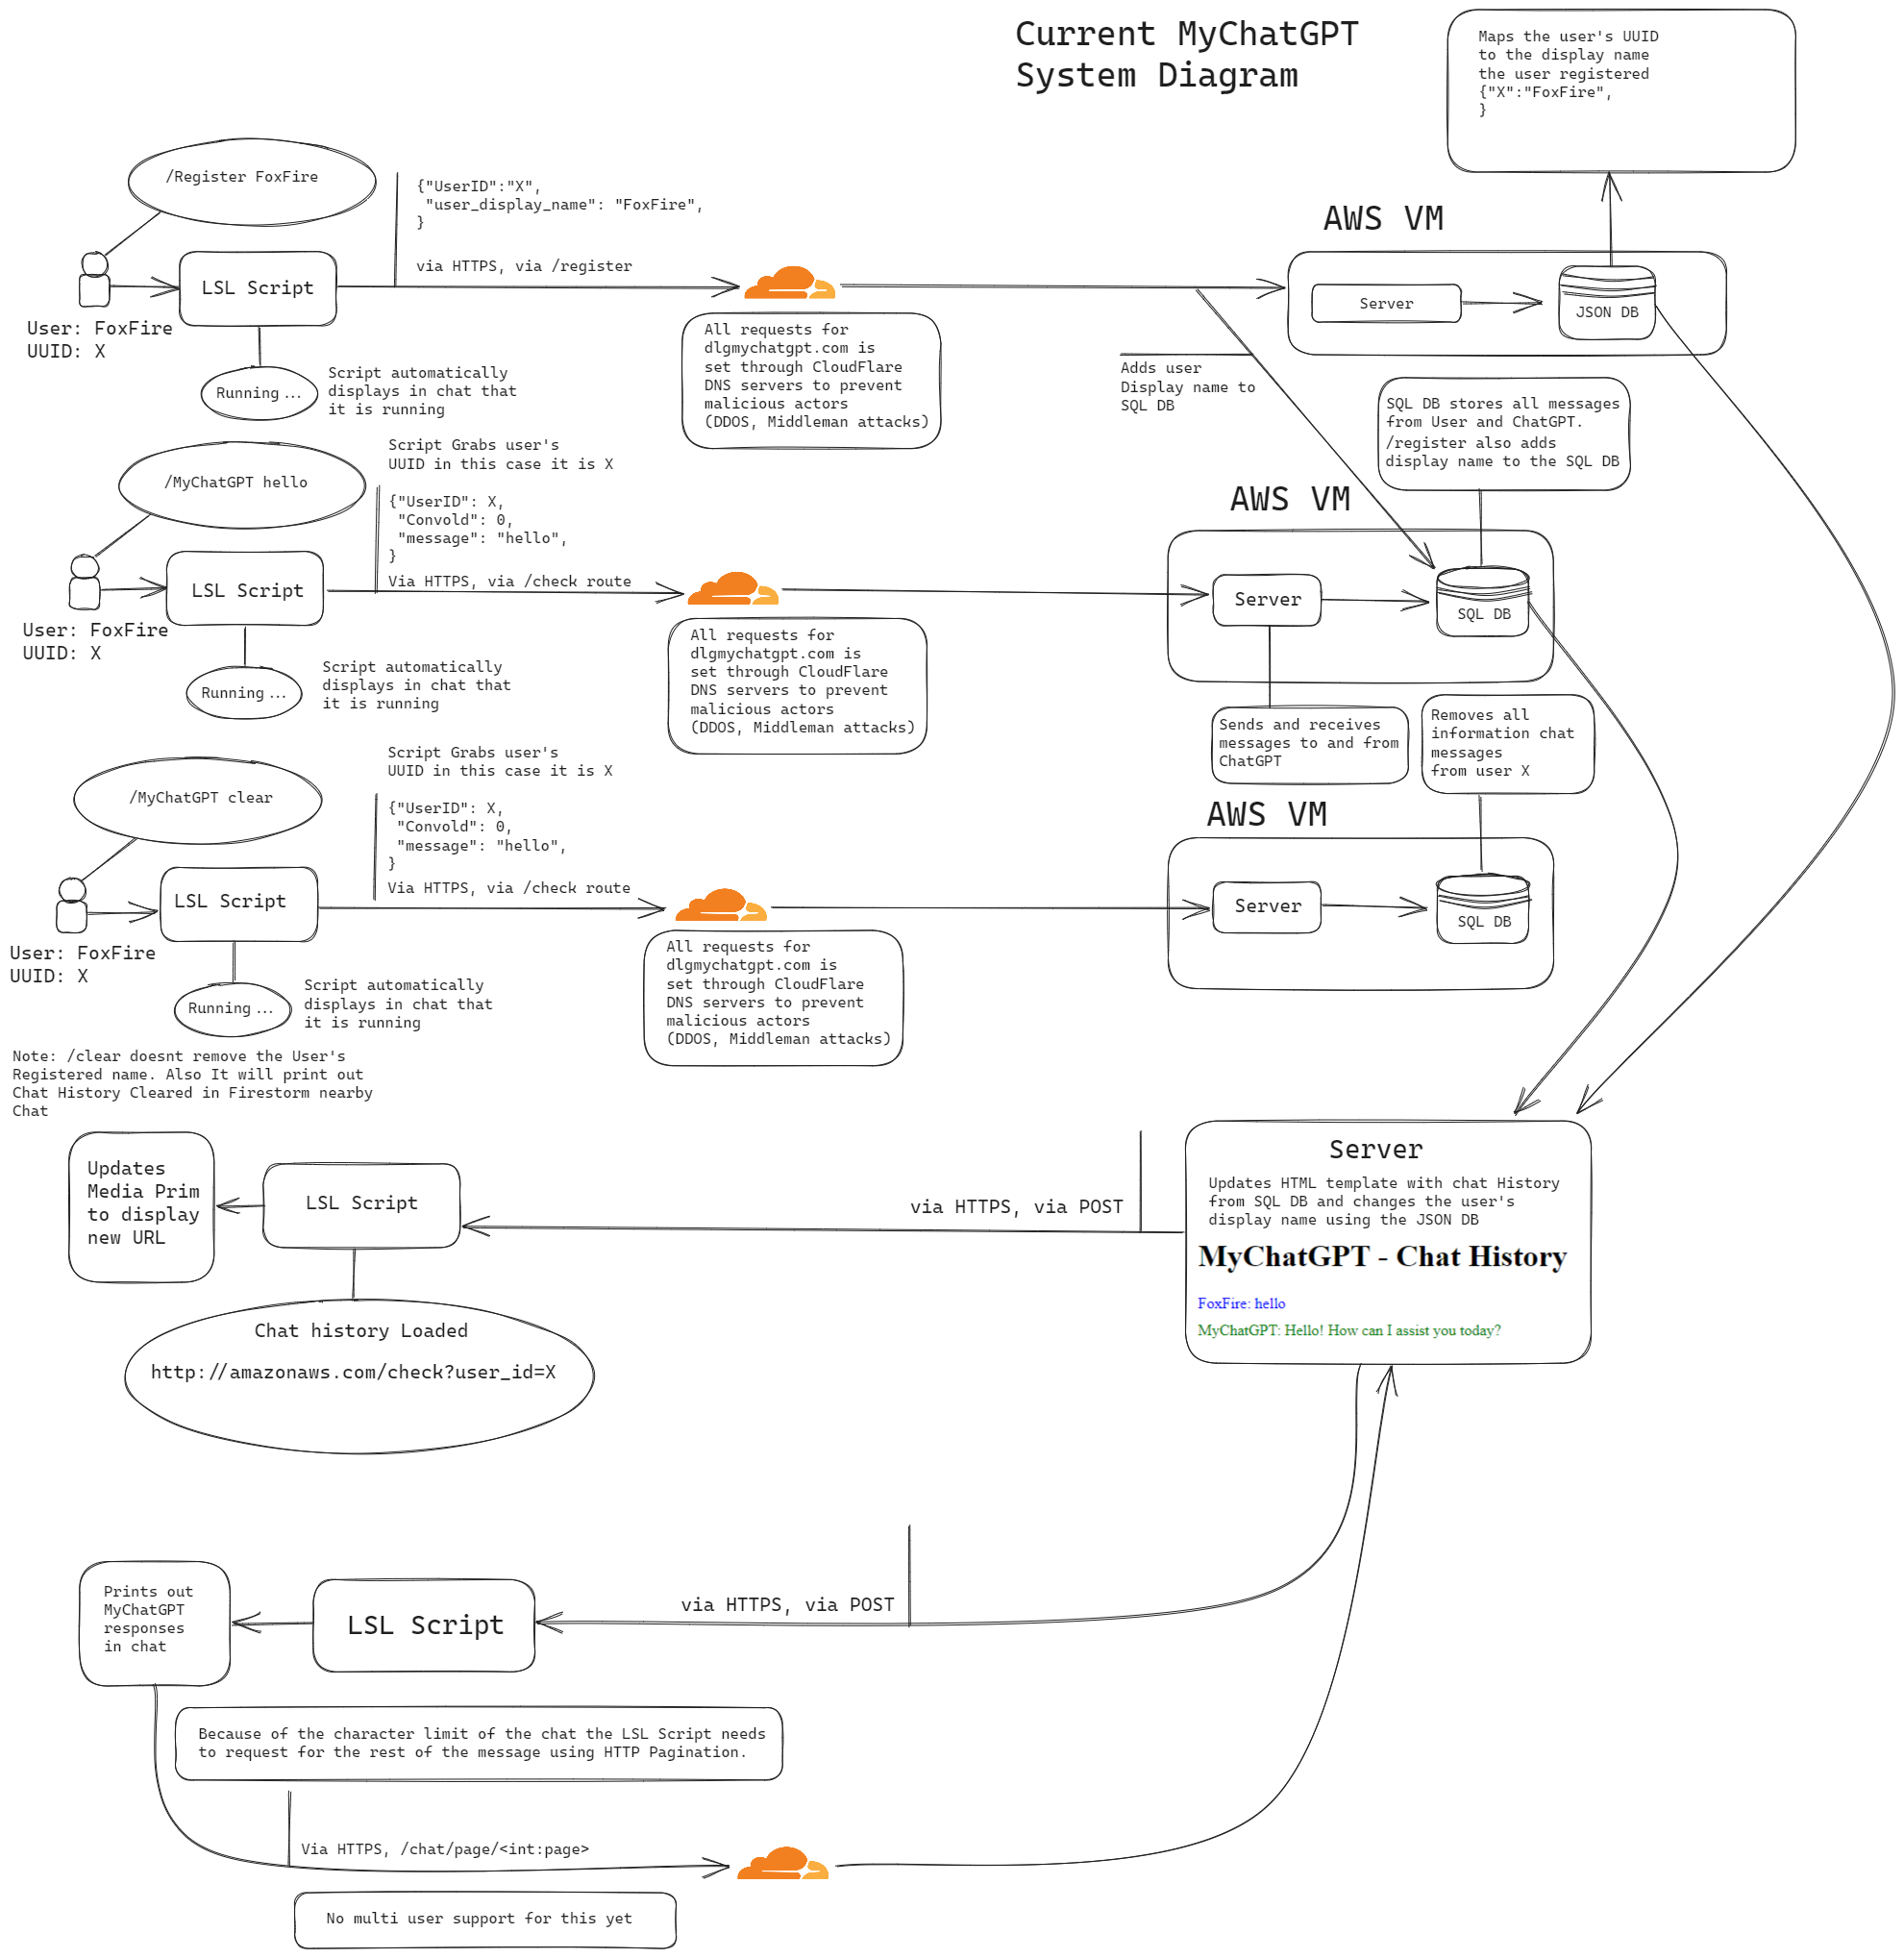 Current MyChatGPT
System Diagram
Maps the user's UUID
to the display name
the user registered
{"X":"FoxFire",
}
/Register FoxFire
{"UserID":"X",
"user_display_name": "FoxFire",
}
via HTTPS, via /register
LSL Script
User: FoxFire
UUID: X
Running...
Script automatically
displays in chat that
it is running
All requests for
dlgmychatgpt.com is
set through CloudFlare
DNS servers to prevent
malicious actors
(DDOS, Middleman attacks)
AWS VM
Server
JSON DB
Adds user
Display name to
SQL DB
SQL DB stores all messages
from User and ChatGPT.
/register also adds
display name to the SQL DB
/MyChatGPT hello
Script Grabs user's
UUID in this case it is X
{"UserID": X,
"Convold": 0,
"message": "hello",
}
Via HTTPS, via /check route
LSL Script
User: FoxFire
UUID: X
Running...
Script automatically
displays in chat that
it is running
All requests for
dlgmychatgpt.com is
set through CloudFlare
DNS servers to prevent
malicious actors
(DDOS, Middleman attacks)
AWS VM
Server
SQL DB
Sends and receives
messages to and from
ChatGPT
Removes all
information chat
messages
from user X
/MyChatGPT clear
Script Grabs user's
UUID in this case it is X
{"UserID": X,
"Convold": 0,
"message": "hello",
}
Via HTTPS, via /check route
LSL Script
User: FoxFire
UUID: X
Running...
Script automatically
displays in chat that
it is running
All requests for
dlgmychatgpt.com is
set through CloudFlare
DNS servers to prevent
malicious actors
(DDOS, Middleman attacks)
AWS VM
Server
SQL DB
Note: /clear doesnt remove the User's
Registered name. Also It will print out
Chat History Cleared in Firestorm nearby
Chat
Updates
Media Prim
to display
new URL
LSL Script
via HTTPS, via POST
Server
Updates HTML template with chat History
from SQL DB and changes the user's
display name using the JSON DB
MyChatGPT - Chat History
FoxFire: hello
MyChatGPT: Hello! How can I assist you today?
Chat history Loaded
http://amazonaws.com/check?user_id=X
Prints out
MyChatGPT
responses
in chat
LSL Script
via HTTPS, via POST
Because of the character limit of the chat the LSL Script needs
to request for the rest of the message using HTTP Pagination.
Via HTTPS, /chat/page/<int:page>
No multi user support for this yet